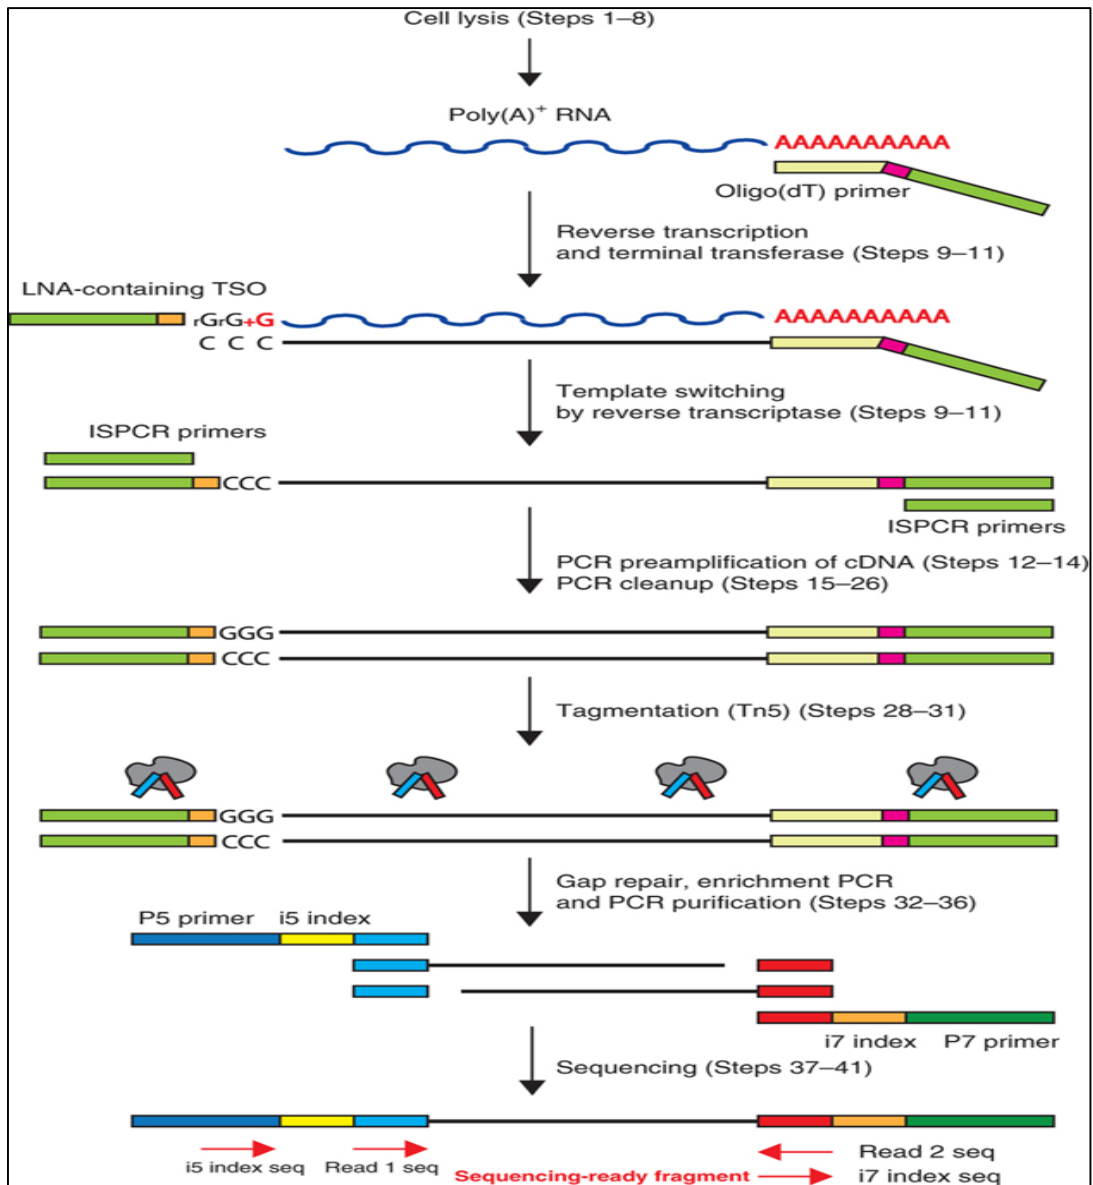 Cell lysis (Steps 1–8)
Poly(A)+ RNA
AAAAAAAAAA
Oligo(dT) primer
Reverse transcription
and terminal transferase (Steps 9–11)
LNA-containing TSO
rGrG+G
AAAAAAAAAA
C C C
Template switching
by reverse transcriptase (Steps 9–11)
ISPCR primers
CCC
ISPCR primers
PCR preamplification of cDNA (Steps 12–14)
PCR cleanup (Steps 15–26)
GGG
CCC
Tagmentation (Tn5) (Steps 28–31)
GGG
CCC
Gap repair, enrichment PCR
and PCR purification (Steps 32–36)
P5 primer i5 index
i7 index P7 primer
Sequencing (Steps 37–41)
i5 index seq Read 1 seq Read 2 seq
Sequencing-ready fragment i7 index seq